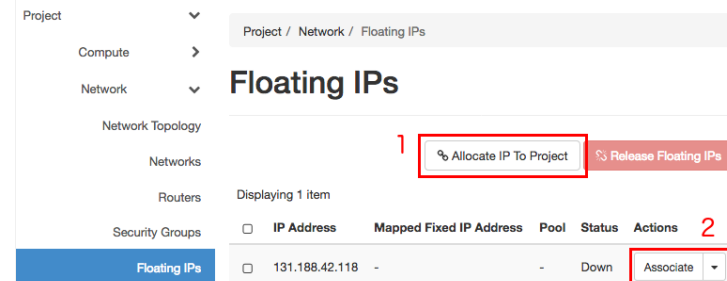 Project
Compute
Network
Network Topology
Networks
Routers
Security Groups
Floating IPs
Project / Network / Floating IPs
Floating IPs
1
Allocate IP To Project
Release Floating IPs
Displaying 1 item
IP Address Mapped Fixed IP Address Pool Status Actions 2
131.188.42.118 - - Down Associate